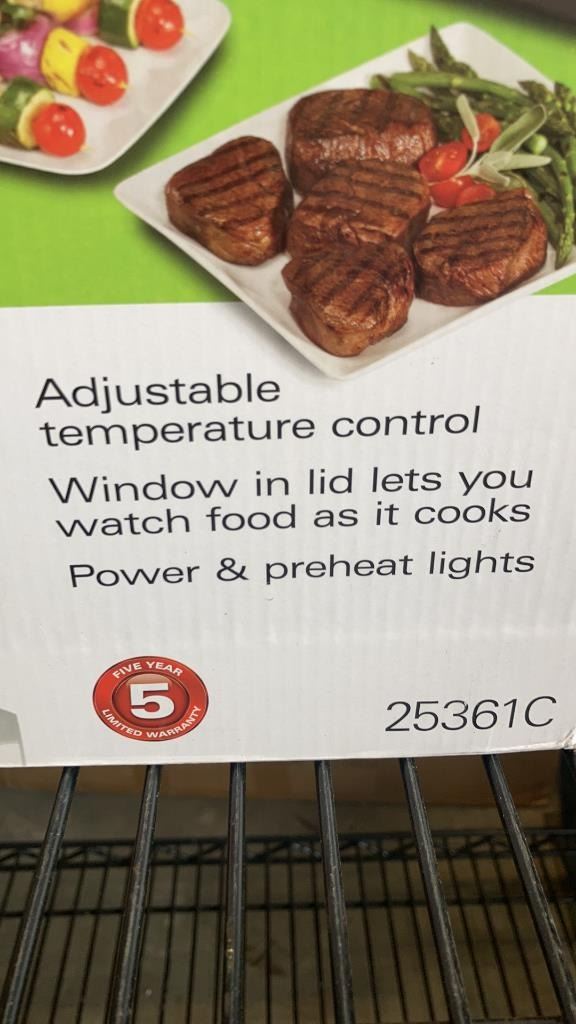 Adjustable
temperature control
Window in lid lets you
watch food as it cooks
Power & preheat lights
FIVE YEAR
5
LIMITED WARRANTY
25361C